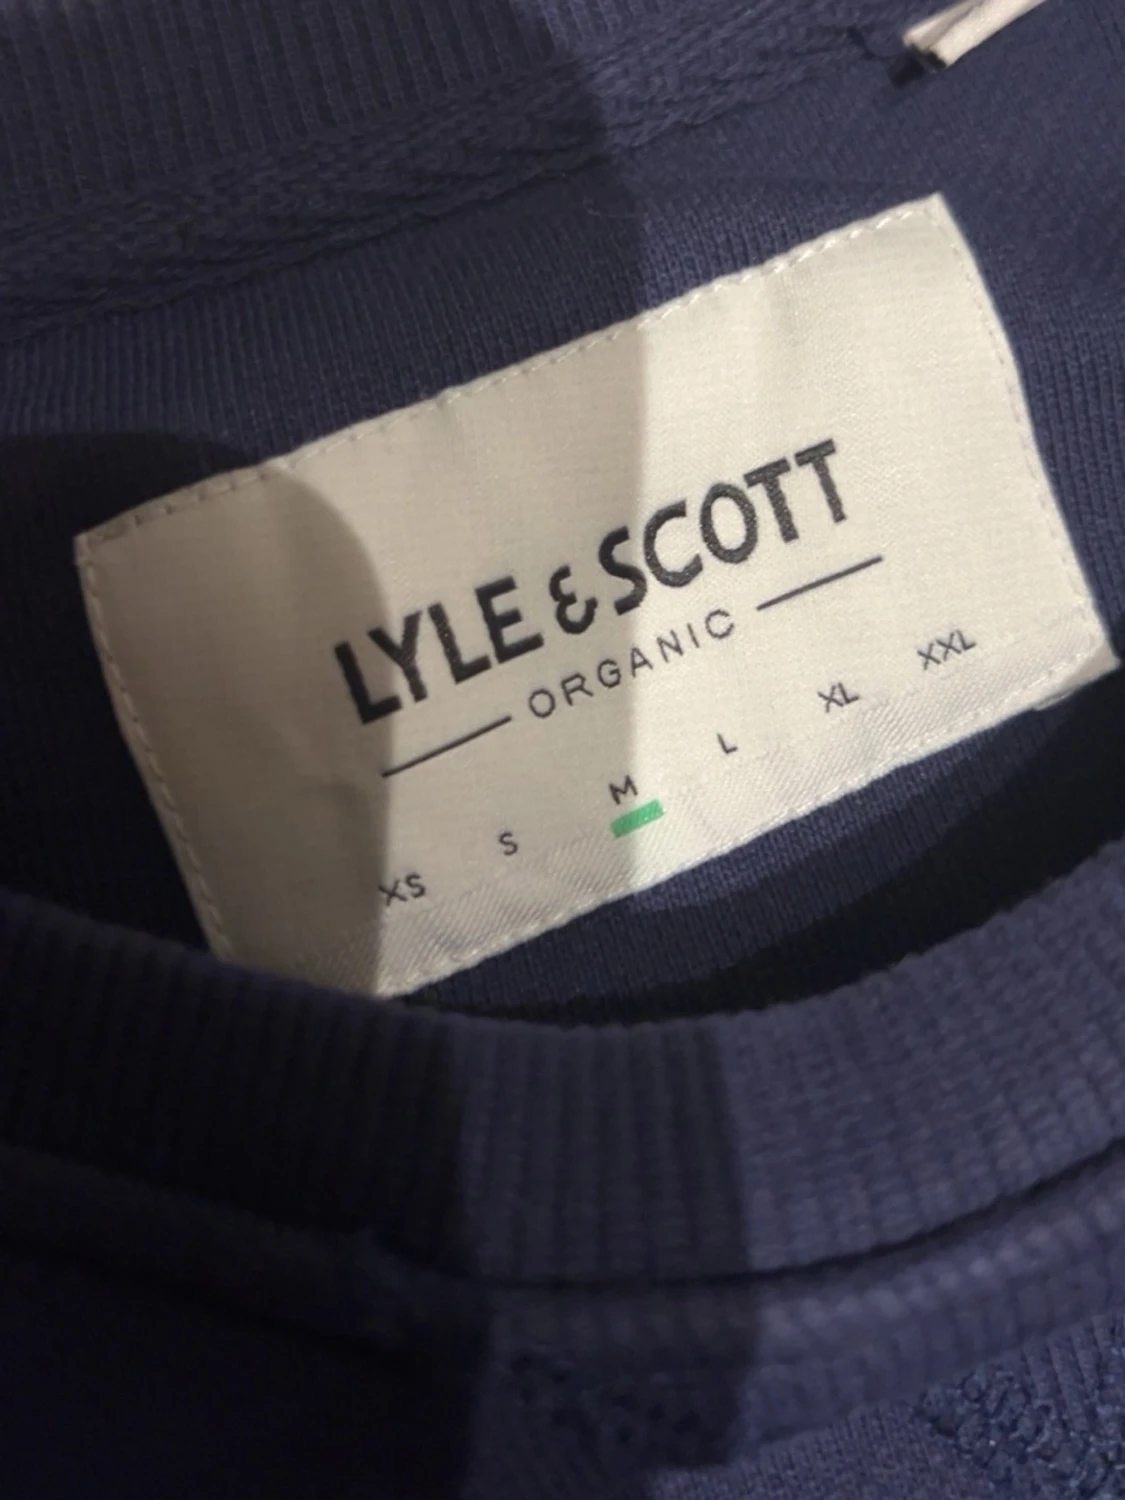 LYLE & SCOTT
ORGANIC
XS S M L XL XXL